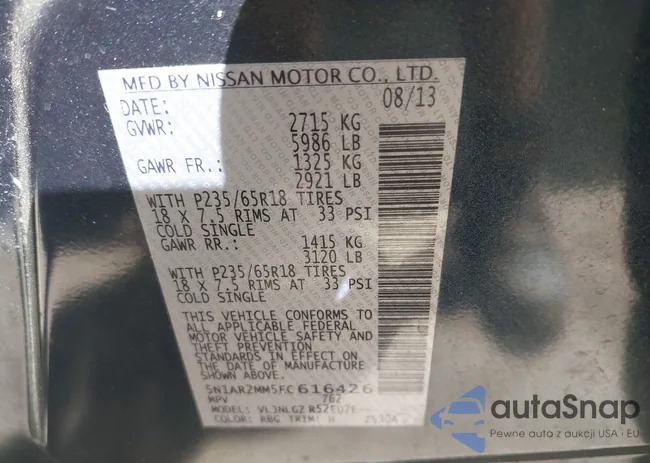 MFD BY NISSAN MOTOR CO., LTD.
DATE: 08/13
GVWR: 2715 KG
5986 LB
GAWR FR.: 1325 KG
2921 LB
WITH P235/65R18 TIRES
18 X 7.5 RIMS AT 33 PSI
COLD SINGLE
GAWR RR.: 1415 KG
3120 LB
WITH P235/65R18 TIRES
18 X 7.5 RIMS AT 33 PSI
COLD SINGLE
THIS VEHICLE CONFORMS TO
ALL APPLICABLE FEDERAL
MOTOR VEHICLE SAFETY AND
THEFT PREVENTION
STANDARDS IN EFFECT ON THE
DATE OF MANUFACTURE SHOWN
ABOVE.
5N1AR2MM5FC616426
MPV 762
MODEL:
COLOR: RBG TRIM: H
autoSnap
Pewne auta z aukcji USA i EU